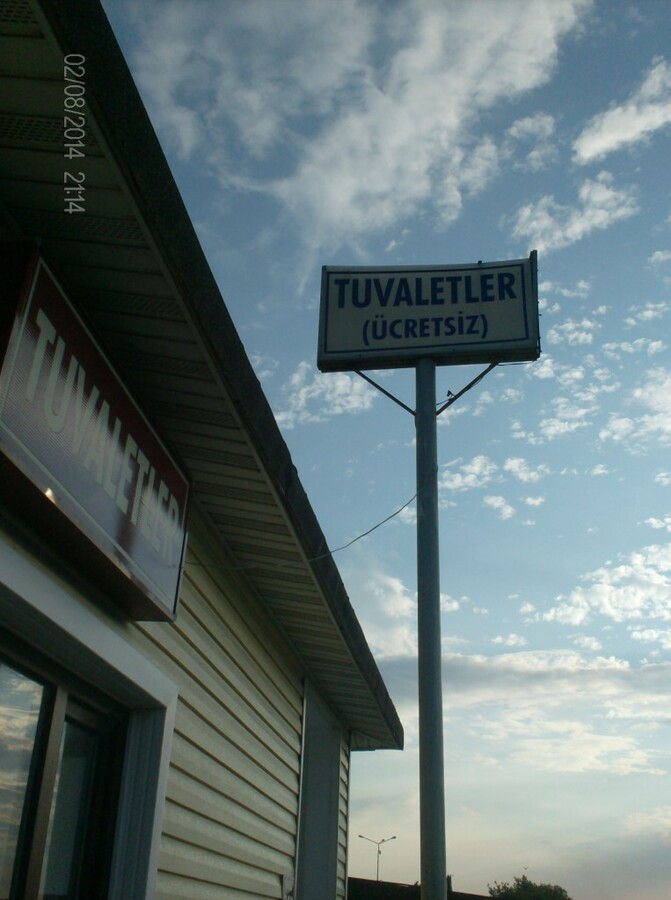 02/08/2014 21:14
TUVALETLER
(ÜCRETSİZ)
TUVALETLER